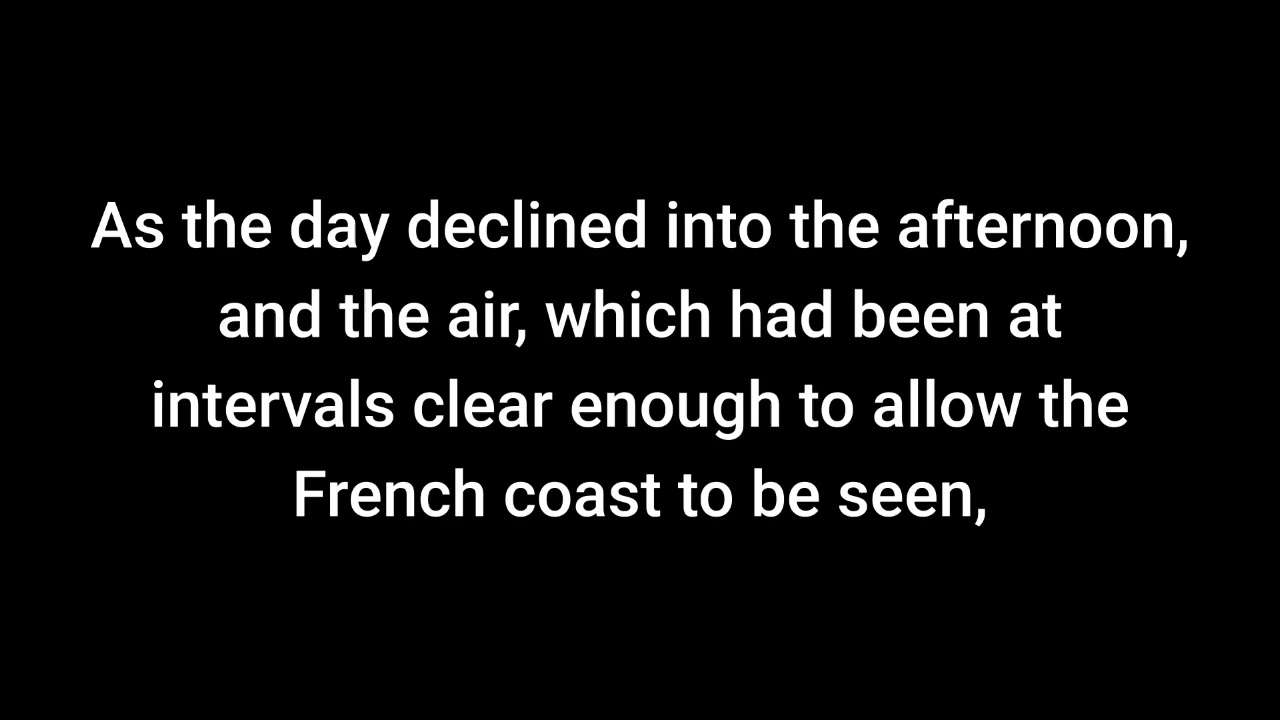 As the day declined into the afternoon,
and the air, which had been at
intervals clear enough to allow the
French coast to be seen,